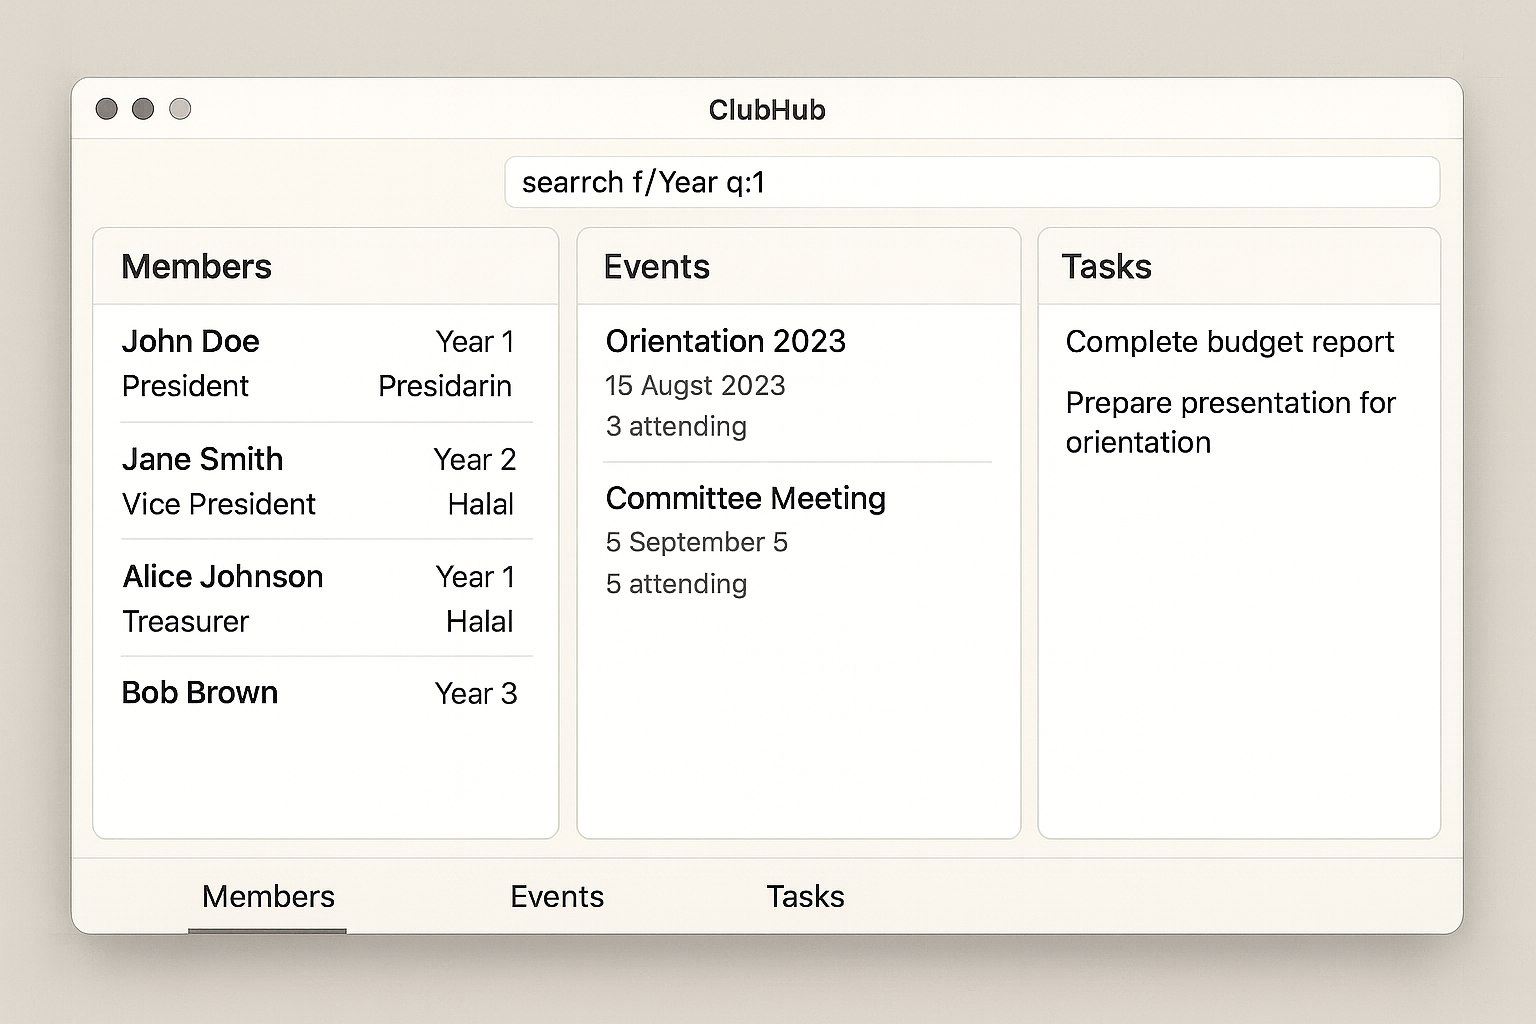 ClubHub
searrch f/Year q:1
Members
John Doe Year 1
President Presidarin
Jane Smith Year 2
Vice President Halal
Alice Johnson Year 1
Treasurer Halal
Bob Brown Year 3
Events
Orientation 2023
15 Augst 2023
3 attending
Committee Meeting
5 September 5
5 attending
Tasks
Complete budget report
Prepare presentation for
orientation
Members Events Tasks